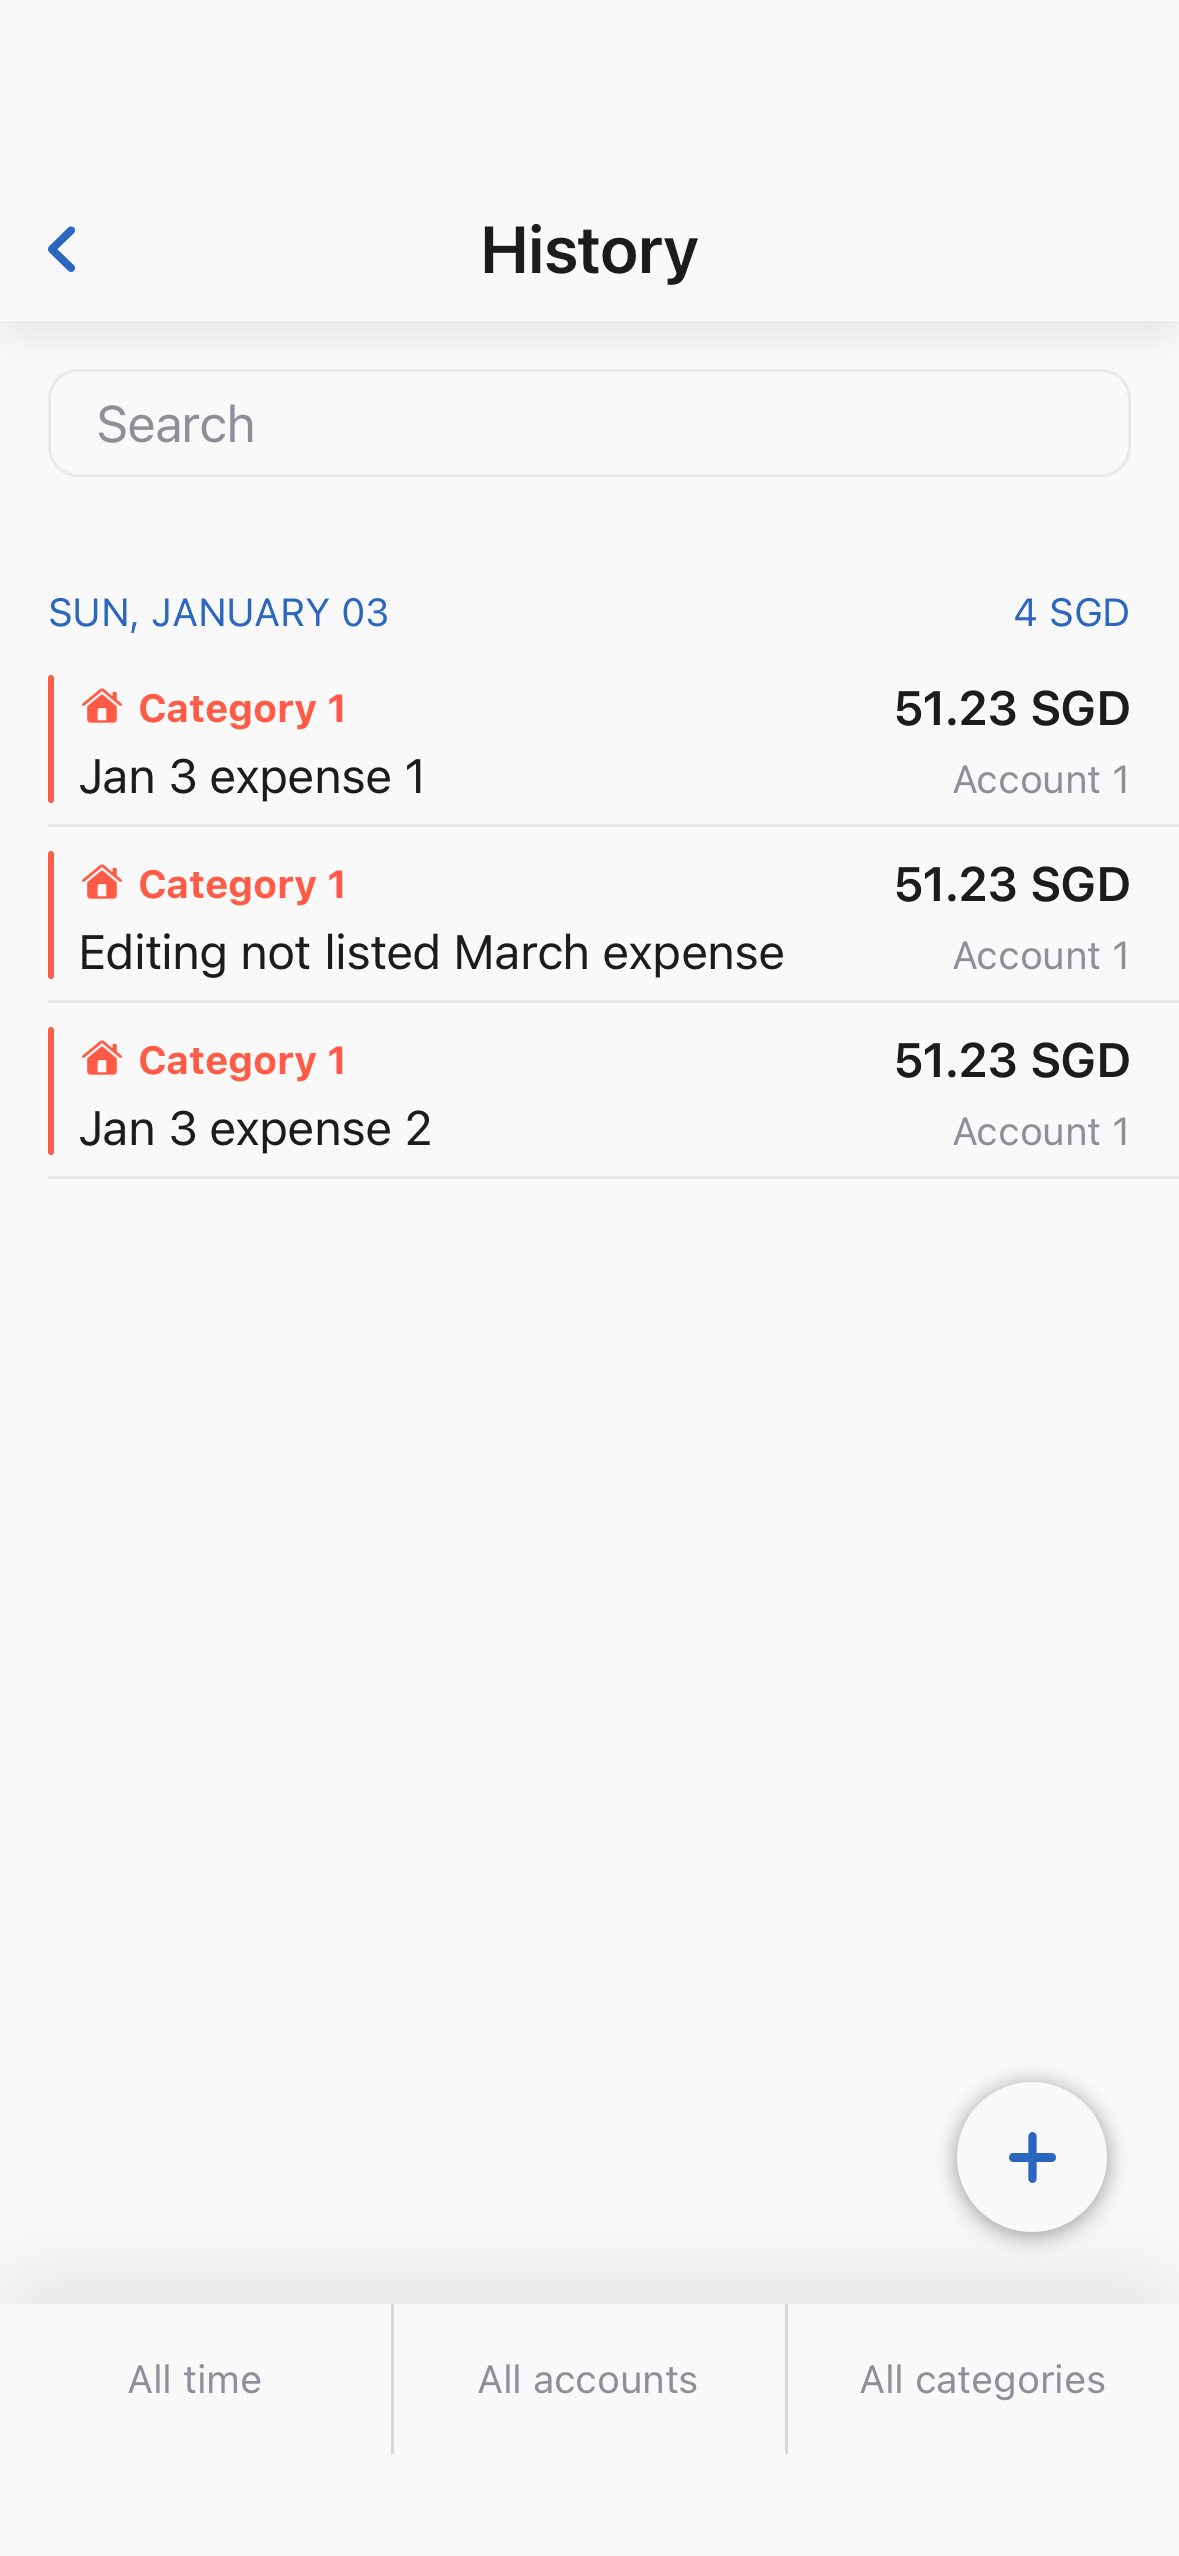 History
Search
SUN, JANUARY 03 4 SGD
Category 1 51.23 SGD
Jan 3 expense 1 Account 1
Category 1 51.23 SGD
Editing not listed March expense Account 1
Category 1 51.23 SGD
Jan 3 expense 2 Account 1
All time All accounts All categories